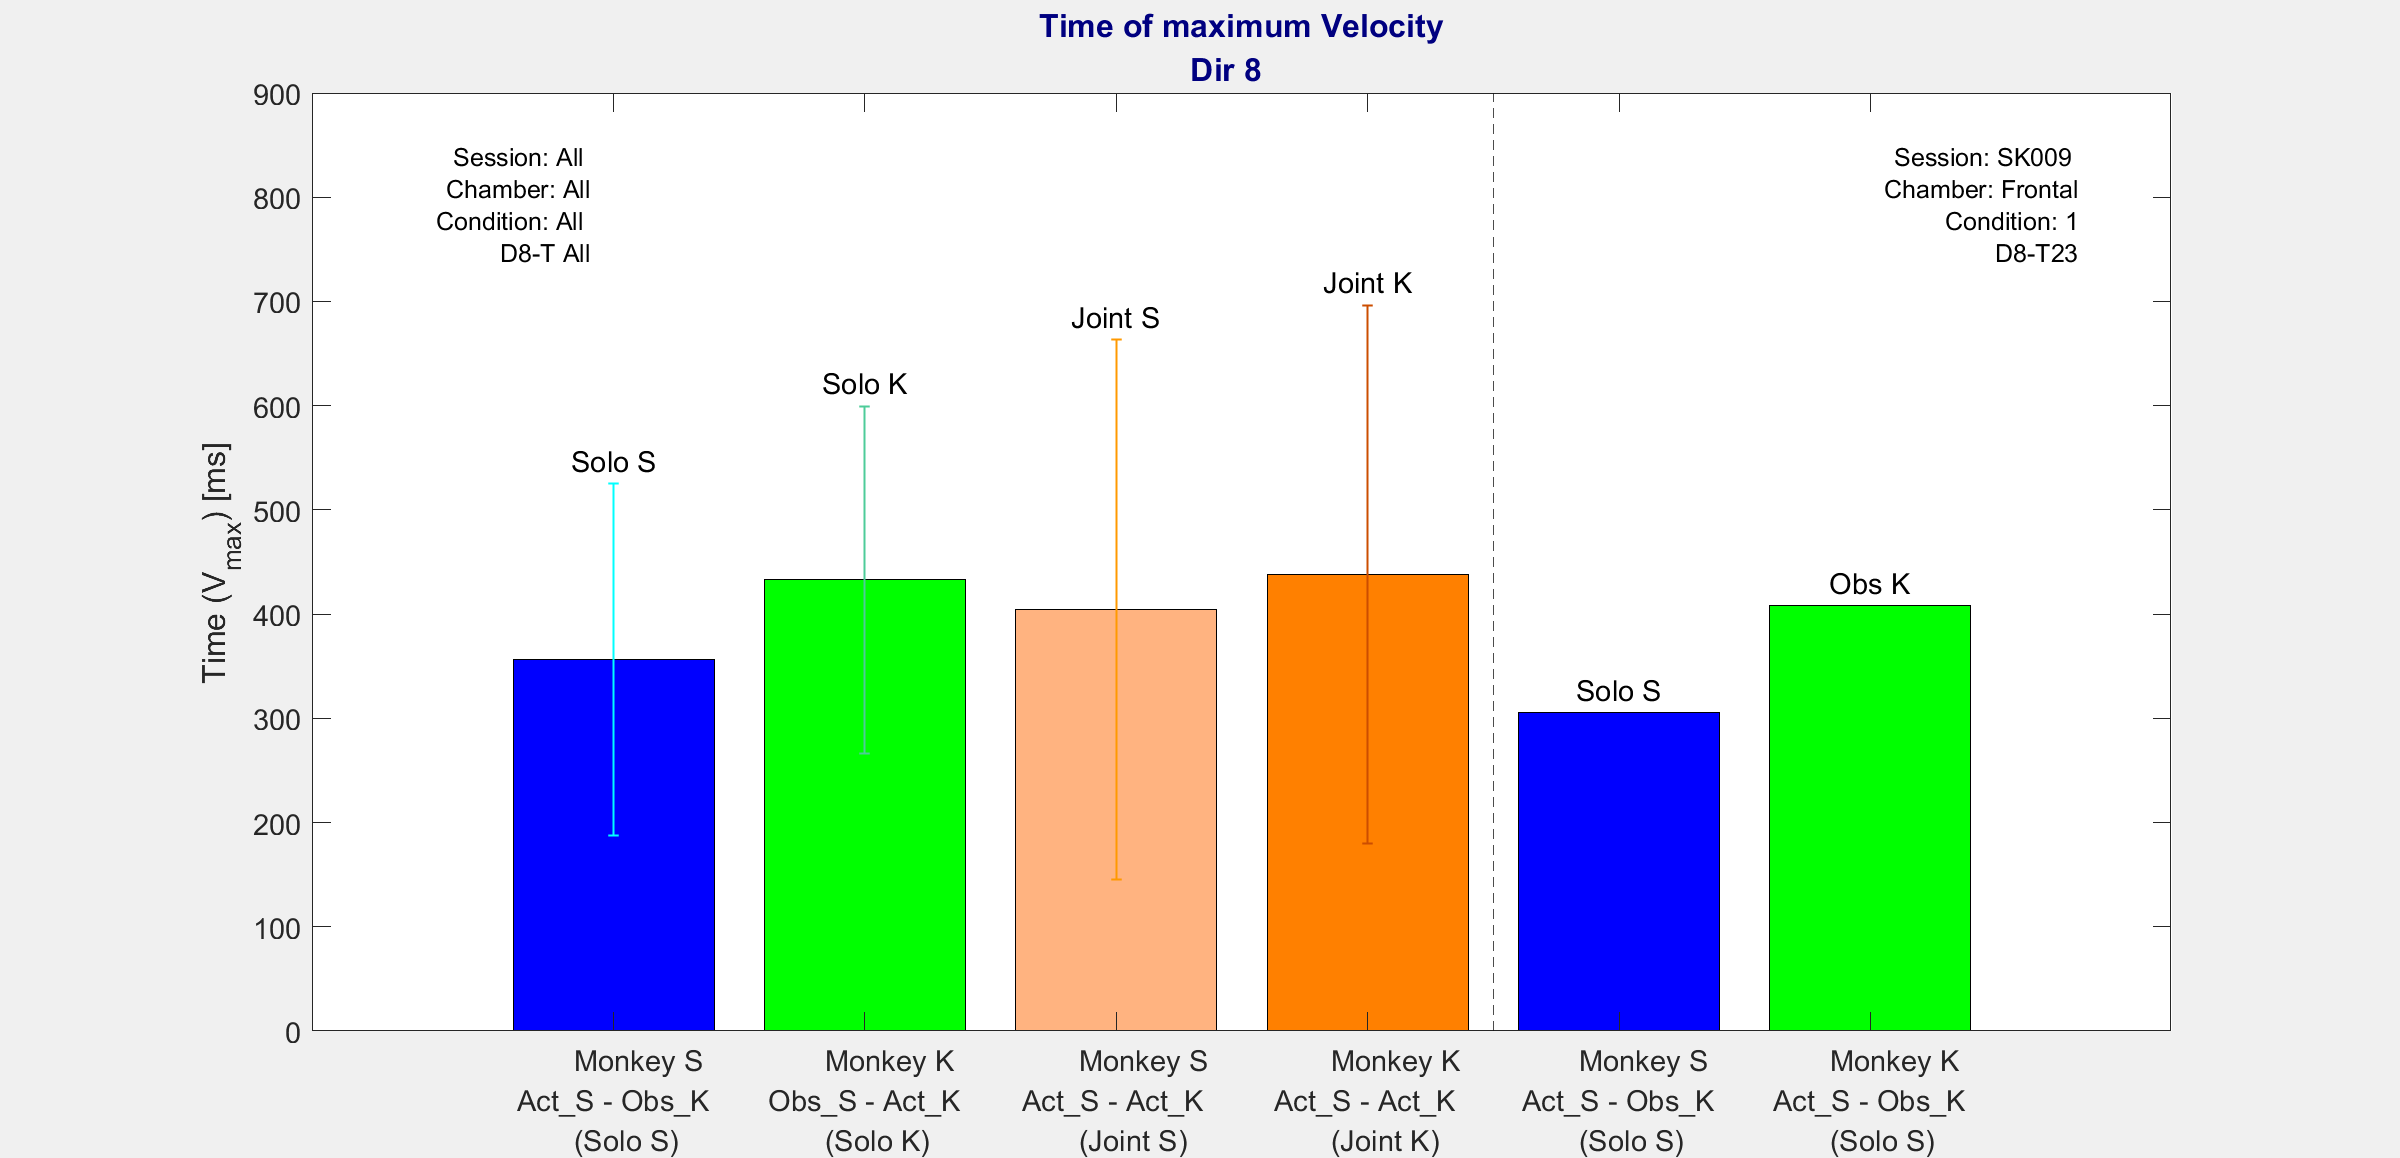 Time of maximum Velocity
Dir 8
900
800
700
600
500
400
300
200
100
0
Time (Vmax) [ms]
Session: All
Chamber: All
Condition: All
D8-T All
Session: SK009
Chamber: Frontal
Condition: 1
D8-T23
Solo S
Solo K
Joint S
Joint K
Solo S
Obs K
Monkey S
Act_S - Obs_K
(Solo S)
Monkey K
Obs_S - Act_K
(Solo K)
Monkey S
Act_S - Act_K
(Joint S)
Monkey K
Act_S - Act_K
(Joint K)
Monkey S
Act_S - Obs_K
(Solo S)
Monkey K
Act_S - Obs_K
(Solo S)